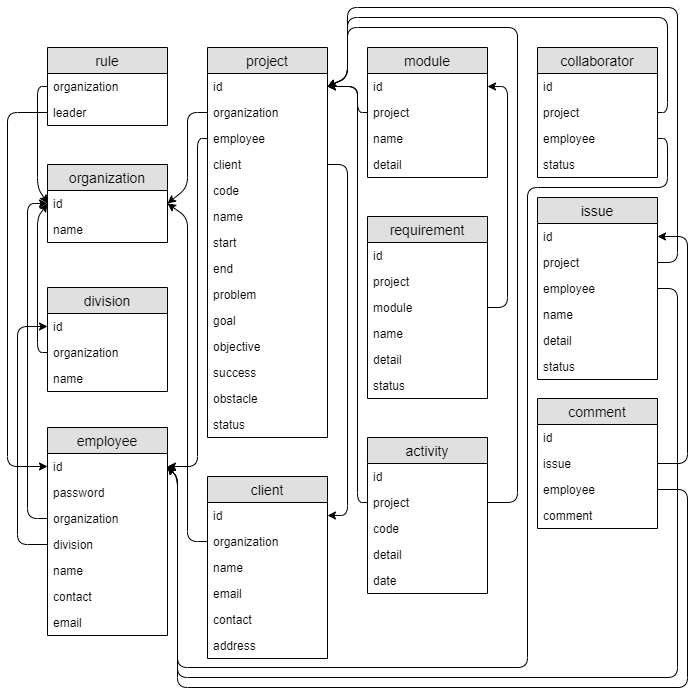 rule
organization
leader
organization
id
name
division
id
organization
name
employee
id
password
organization
division
name
contact
email
project
id
organization
employee
client
code
name
start
end
problem
goal
objective
success
obstacle
status
client
id
organization
name
email
contact
address
module
id
project
name
detail
requirement
id
project
module
name
detail
status
activity
id
project
code
detail
date
collaborator
id
project
employee
status
issue
id
project
employee
name
detail
status
comment
id
issue
employee
comment